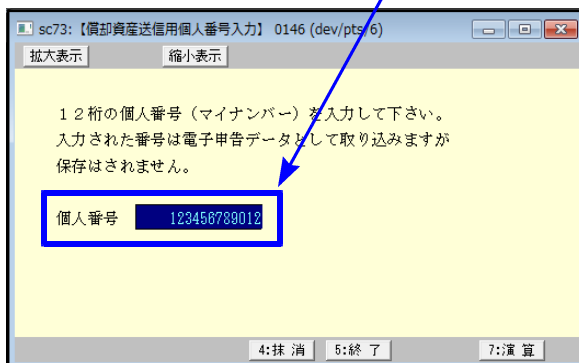 sc73:【償却資産送信用個人番号入力】 0146 (dev/pts/6)
拡大表示 縮小表示
12桁の個人番号（マイナンバー）を入力して下さい。
入力された番号は電子申告データとして取り込みますが
保存はされません。
個人番号 123456789012
4:抹 消 5:終 了 7:演 算